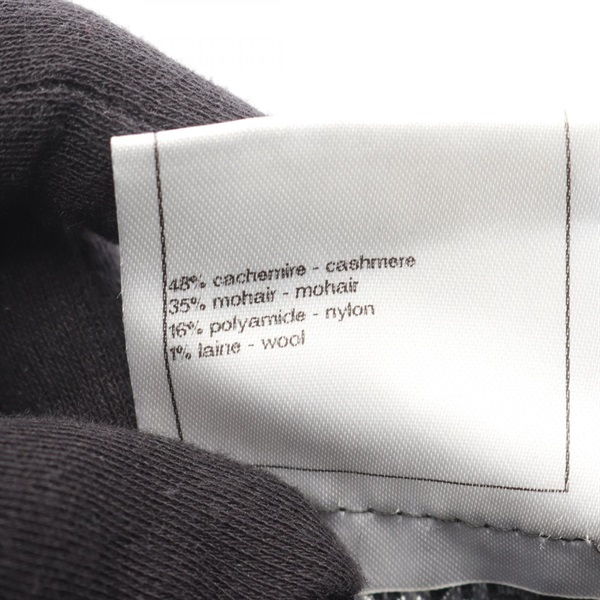 48% cachemire - cashmere
35% mohair - mohair
16% polyamide - nylon
1% laine - wool